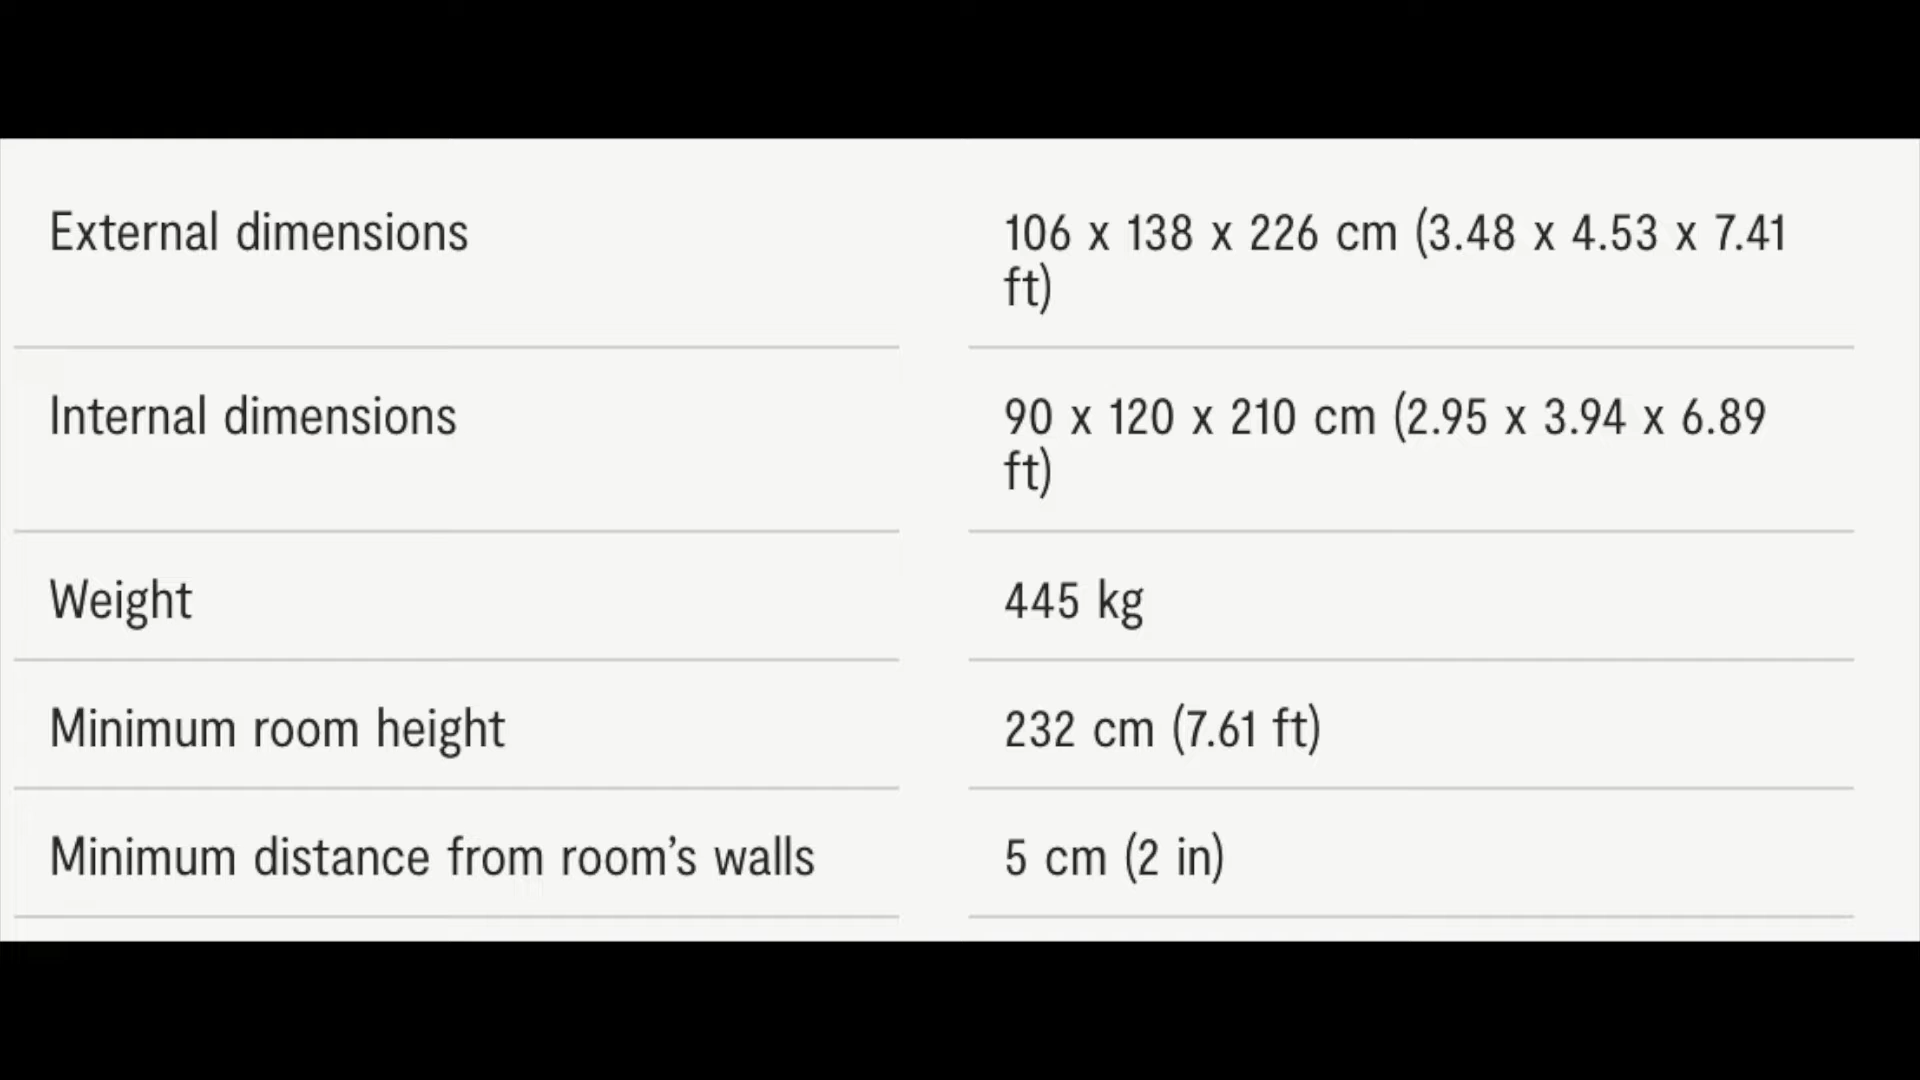 External dimensions
106 x 138 x 226 cm (3.48 x 4.53 x 7.41
ft)
Internal dimensions
90 x 120 x 210 cm (2.95 x 3.94 x 6.89
ft)
Weight
445 kg
Minimum room height
232 cm (7.61 ft)
Minimum distance from room’s walls
5 cm (2 in)